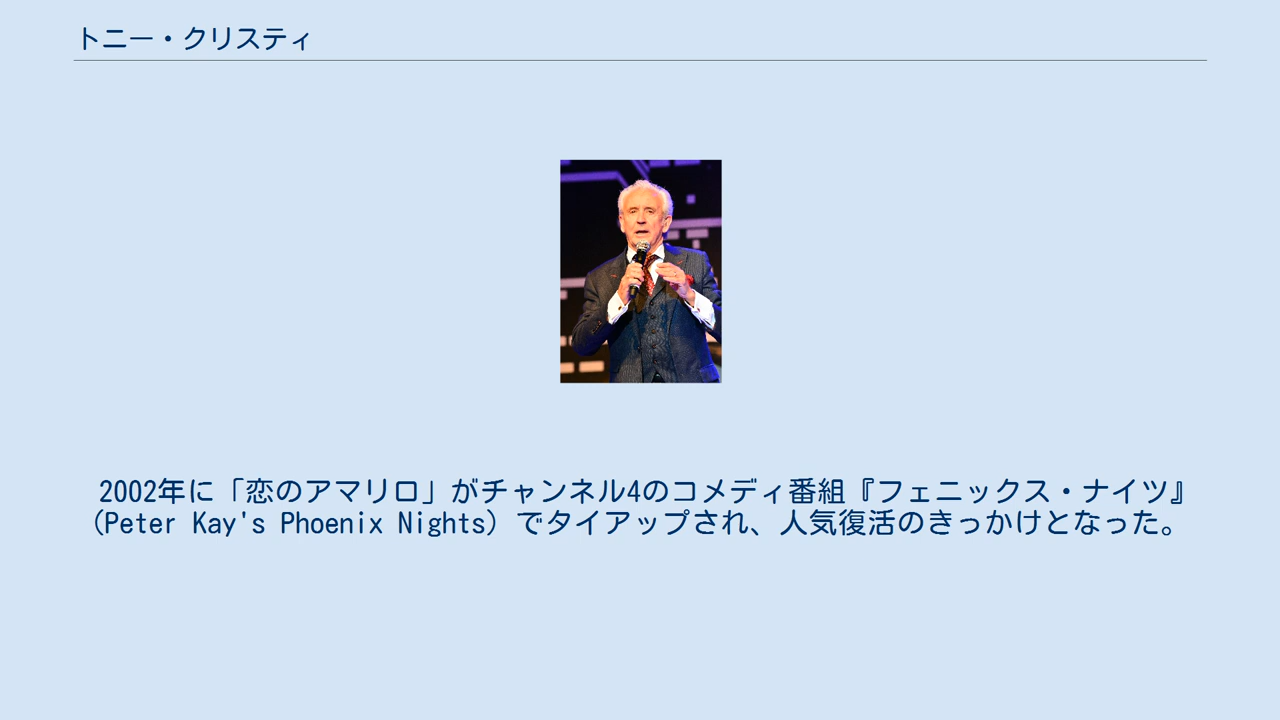 トニー・クリスティ
2002年に「恋のアマリロ」がチャンネル4のコメディ番組『フェニックス・ナイツ』
(Peter Kay's Phoenix Nights) でタイアップされ、人気復活のきっかけとなった。